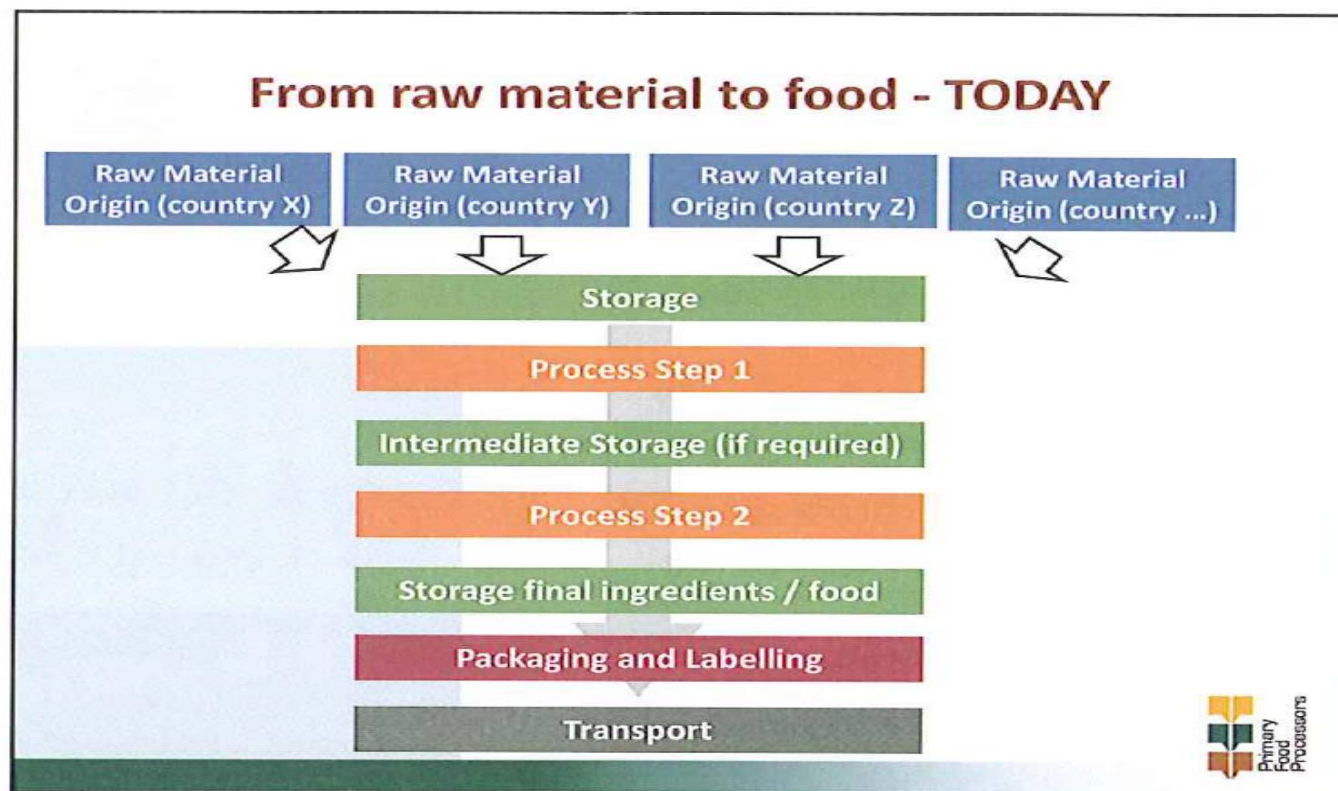 From raw material to food - TODAY
Raw Material
Origin (country X)
Raw Material
Origin (country Y)
Raw Material
Origin (country Z)
Raw Material
Origin (country ...)
Storage
Process Step 1
Intermediate Storage (if required)
Process Step 2
Storage final ingredients / food
Packaging and Labelling
Transport
Primary
Food
Processors